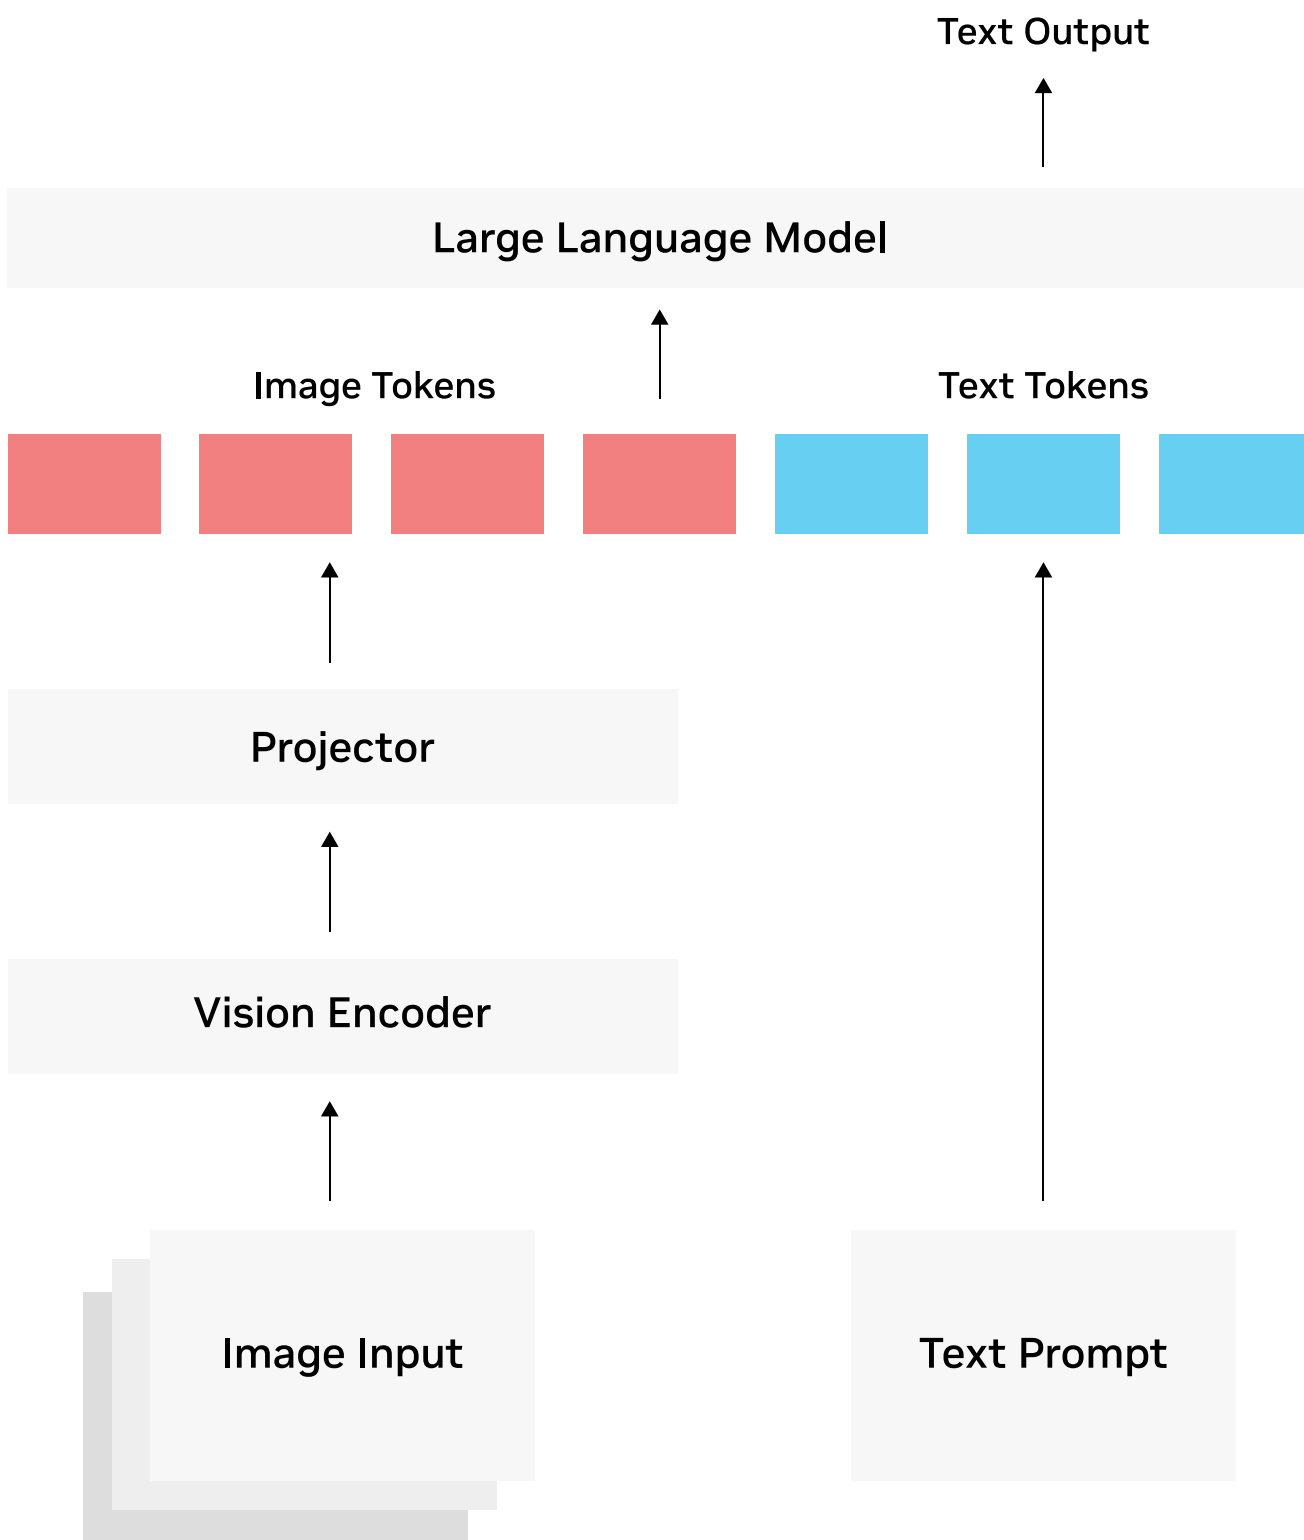 Text Output
Large Language Model
Image Tokens
Text Tokens
Projector
Vision Encoder
Image Input
Text Prompt